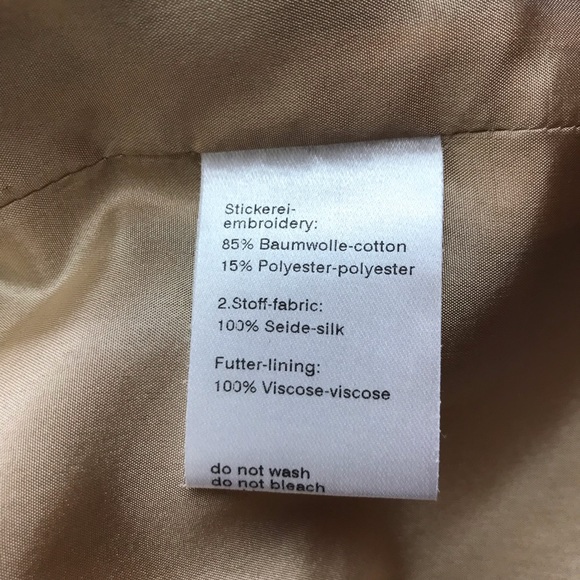 Stickerei-
embroidery:
85% Baumwolle-cotton
15% Polyester-polyester
2.Stoff-fabric:
100% Seide-silk
Futter-lining:
100% Viscose-viscose
do not wash
do not bleach